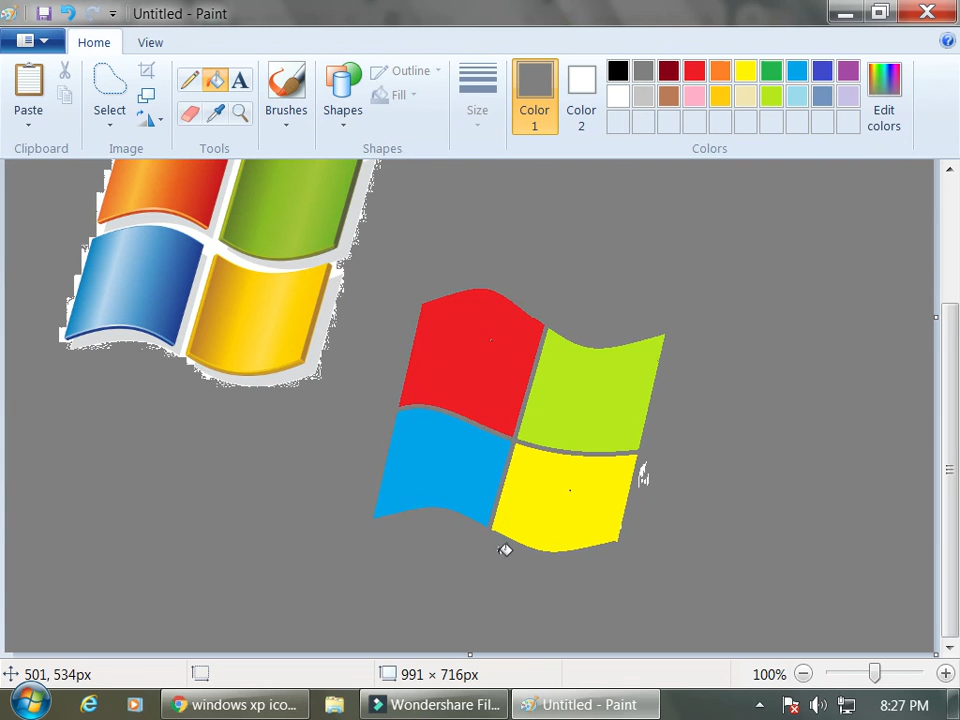 Untitled - Paint
Home View
Paste
Select
Brushes
Shapes
Outline
Fill
Size
Color 1
Color 2
Edit colors
Clipboard Image Tools Shapes Colors
501, 534px 991 × 716px 100%
windows xp ico... Wondershare Fil... Untitled - Paint 8:27 PM